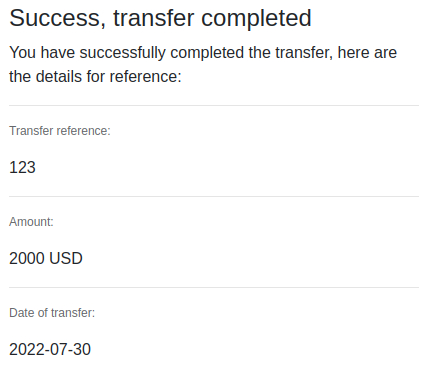 Success, transfer completed
You have successfully completed the transfer, here are
the details for reference:
Transfer reference:
123
Amount:
2000 USD
Date of transfer:
2022-07-30